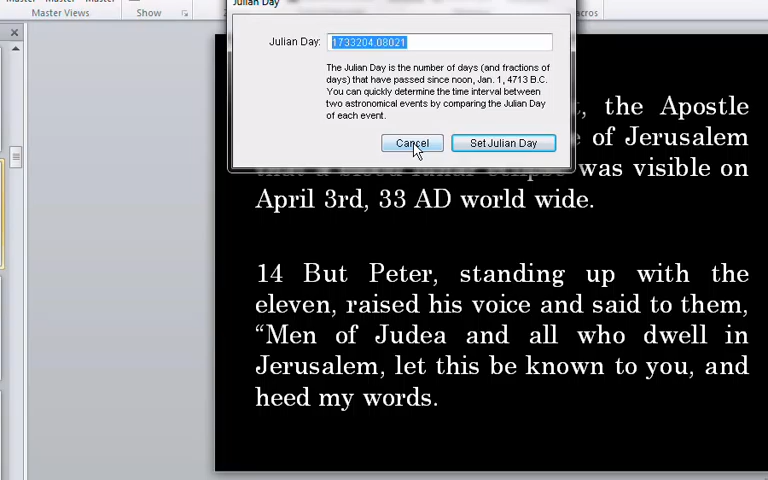 Master Views
Show
Macros
Julian Day
Julian Day: 1733204.08021
The Julian Day is the number of days (and fractions of
days) that have passed since noon, Jan. 1, 4713 B.C.
You can quickly determine the time interval between
two astronomical events by comparing the Julian Day
of each event.
Cancel Set Julian Day
the Apostle
of Jerusalem
that a blood lunar eclipse was visible on
April 3rd, 33 AD world wide.
14 But Peter, standing up with the
eleven, raised his voice and said to them,
“Men of Judea and all who dwell in
Jerusalem, let this be known to you, and
heed my words.